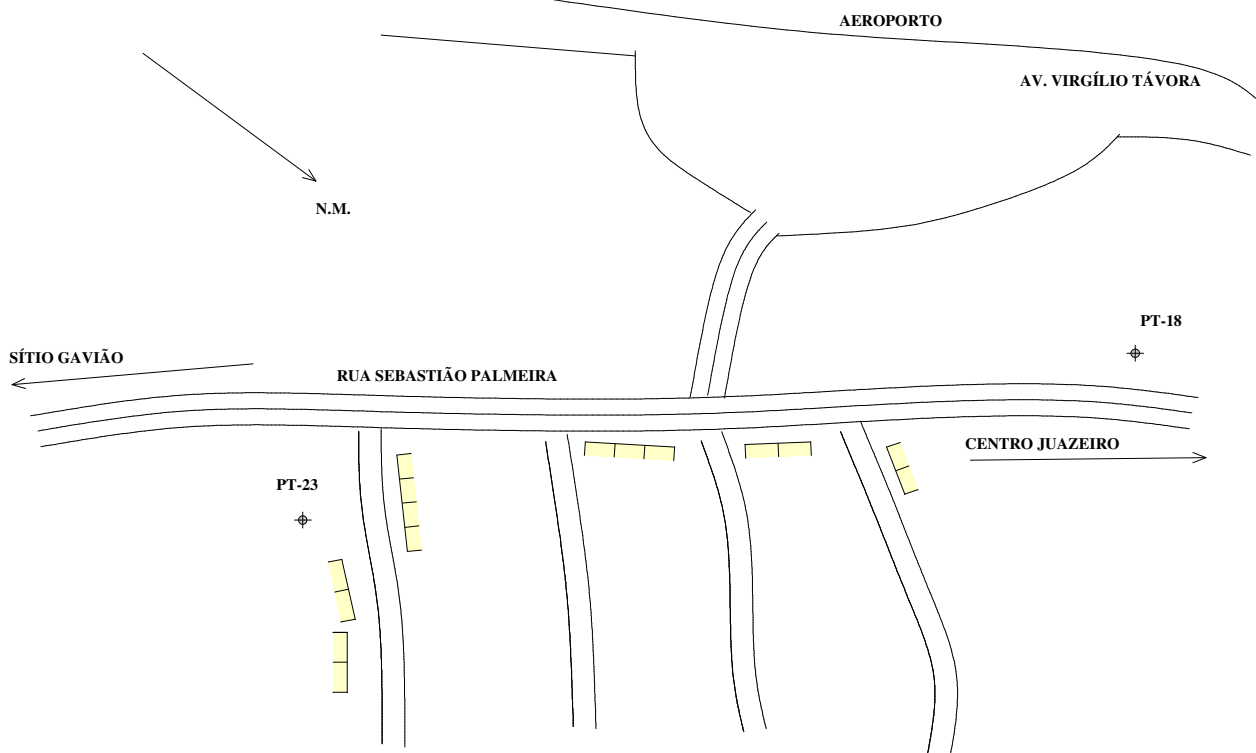 AEROPORTO
AV. VIRGÍLIO TÁVORA
N.M.
PT-18
SÍTIO GAVIÃO
RUA SEBASTIÃO PALMEIRA
CENTRO JUAZEIRO
PT-23